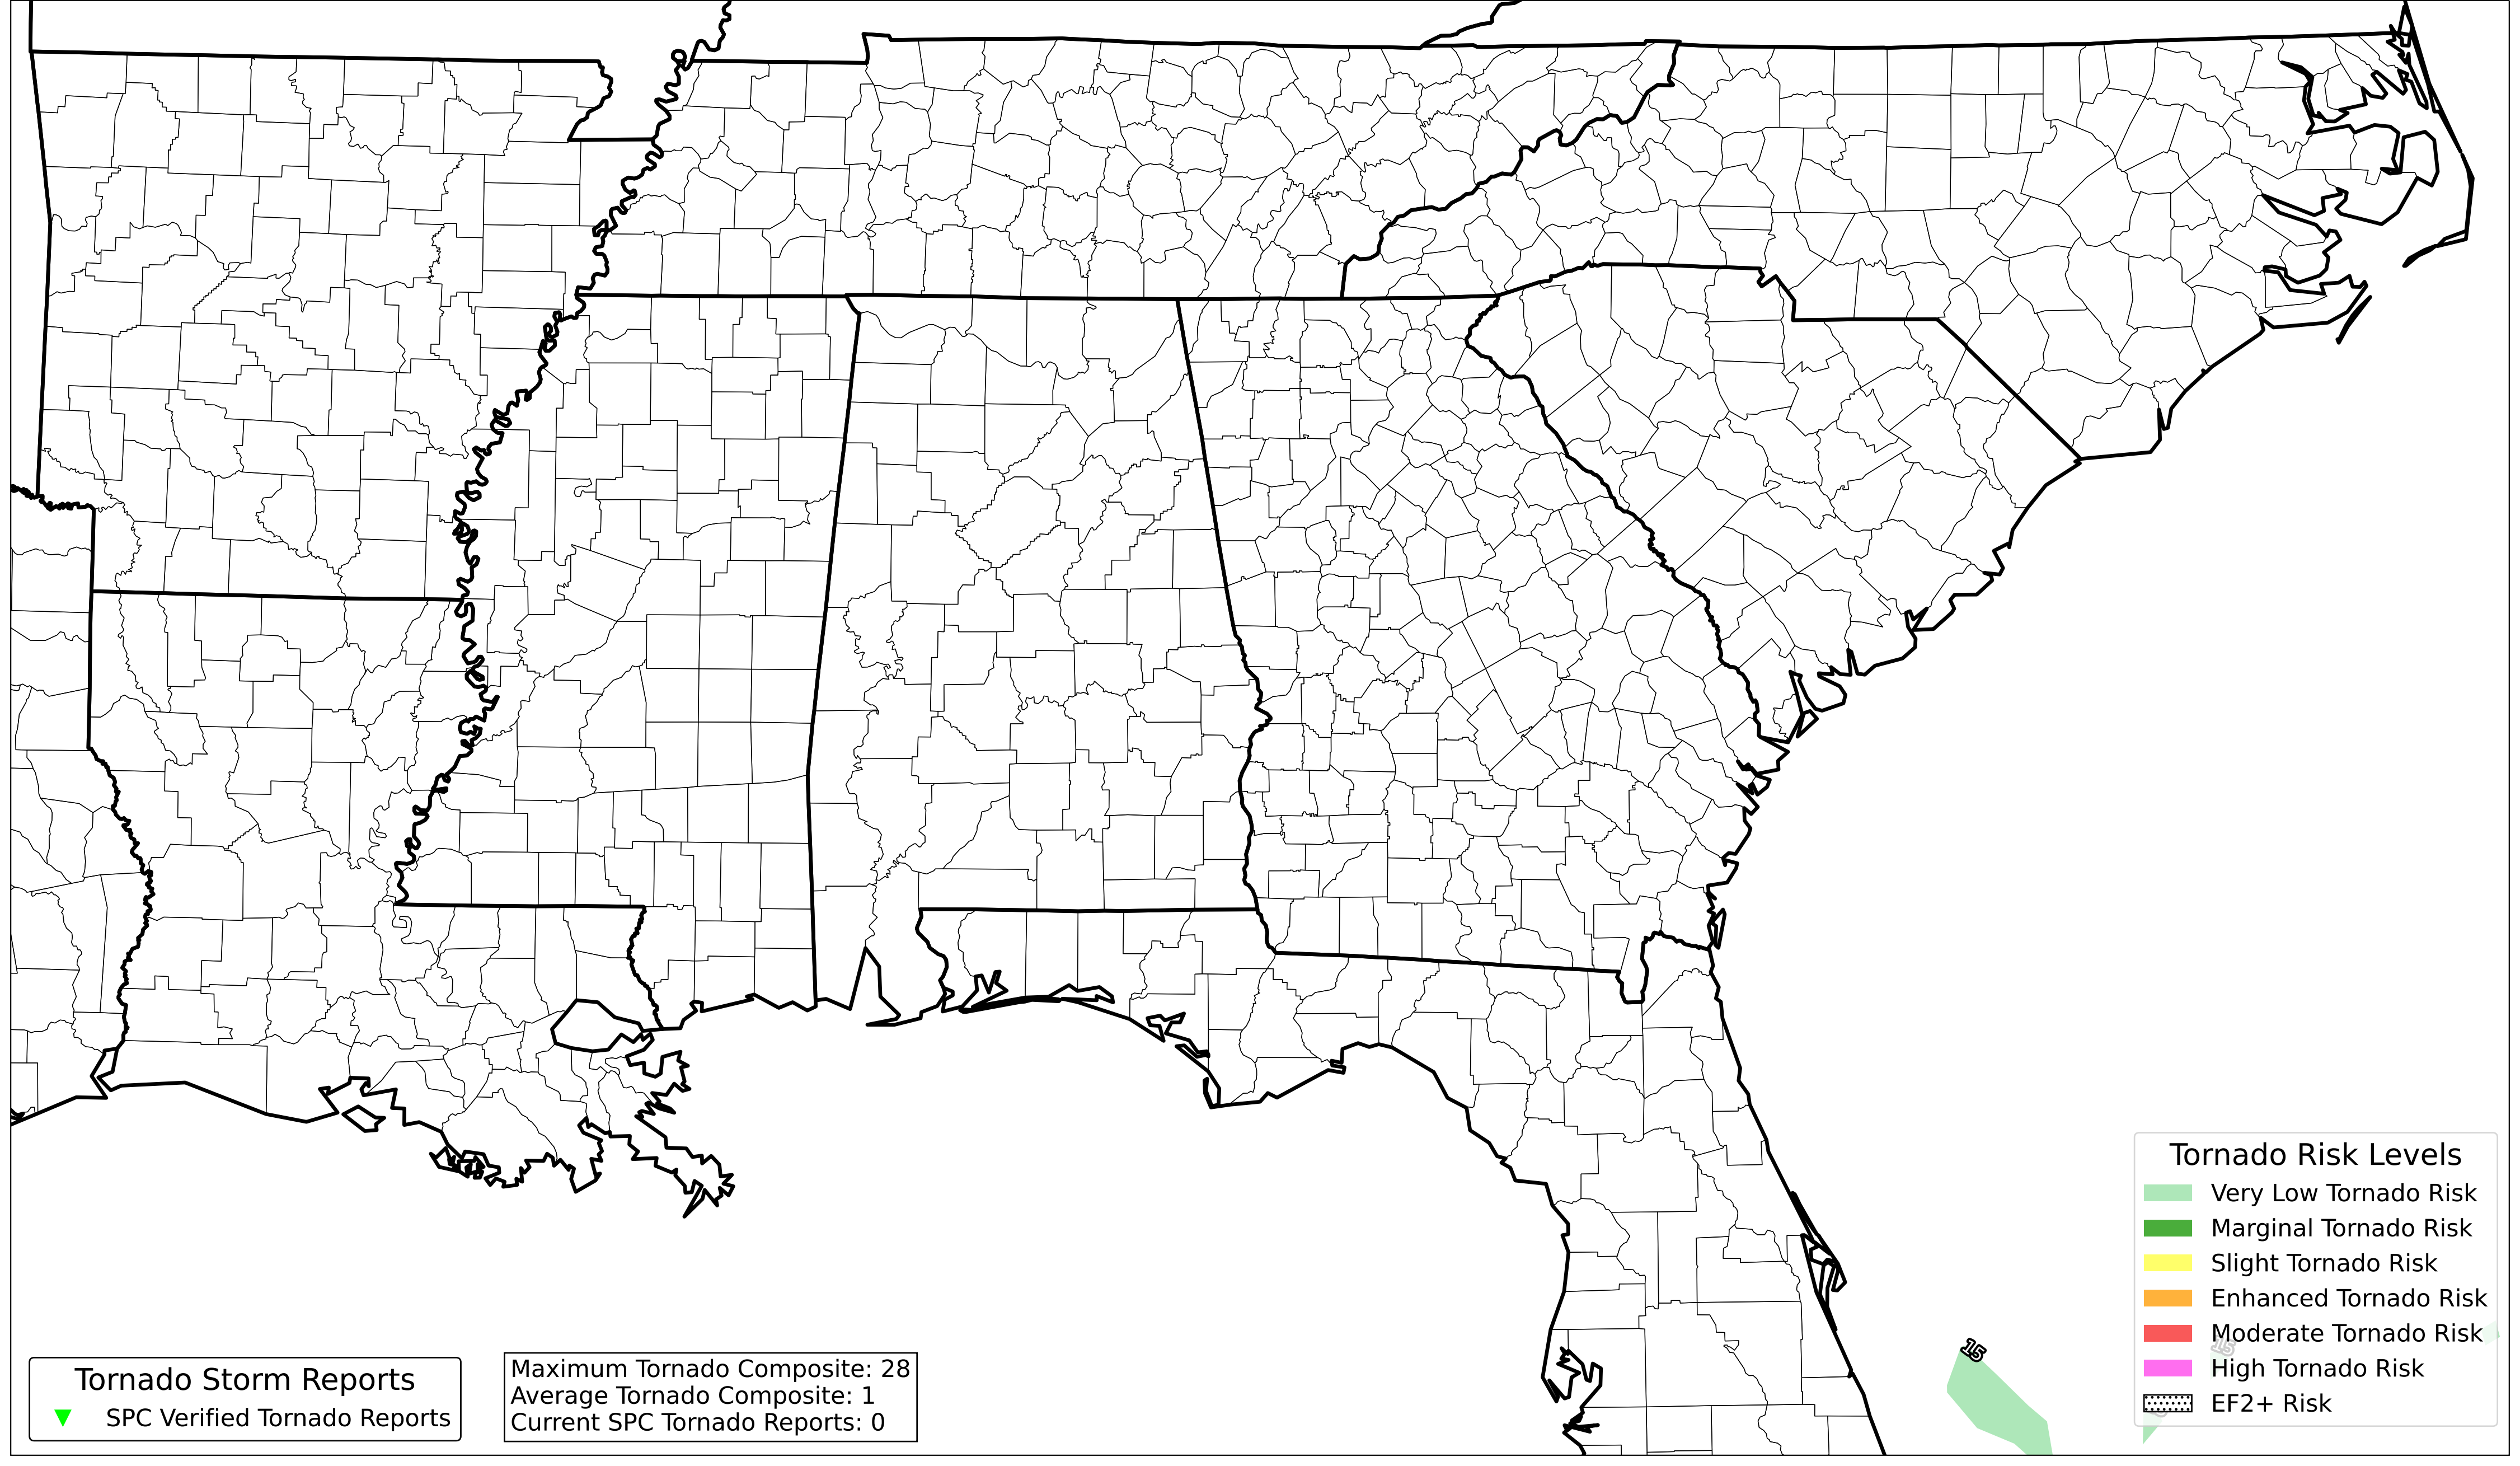 15
15
Tornado Risk Levels
Very Low Tornado Risk
Marginal Tornado Risk
Slight Tornado Risk
Enhanced Tornado Risk
Moderate Tornado Risk
High Tornado Risk
EF2+ Risk
Tornado Storm Reports
SPC Verified Tornado Reports
Maximum Tornado Composite: 28
Average Tornado Composite: 1
Current SPC Tornado Reports: 0